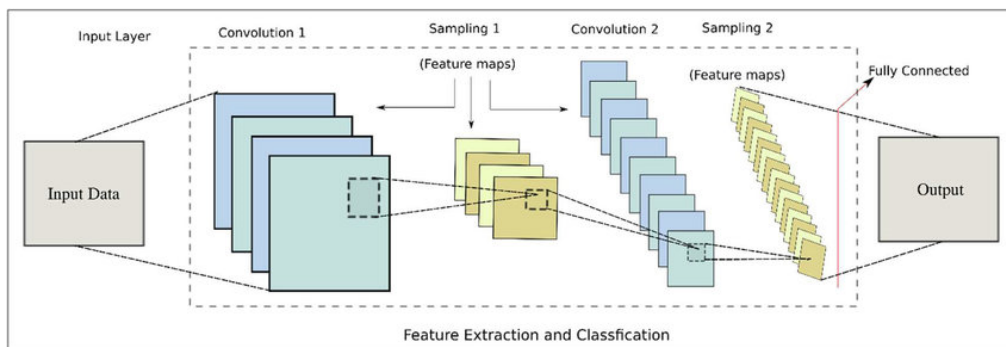 Input Layer
Convolution 1
Sampling 1
Convolution 2
Sampling 2
(Feature maps)
(Feature maps)
Fully Connected
Input Data
Output
Feature Extraction and Classfication